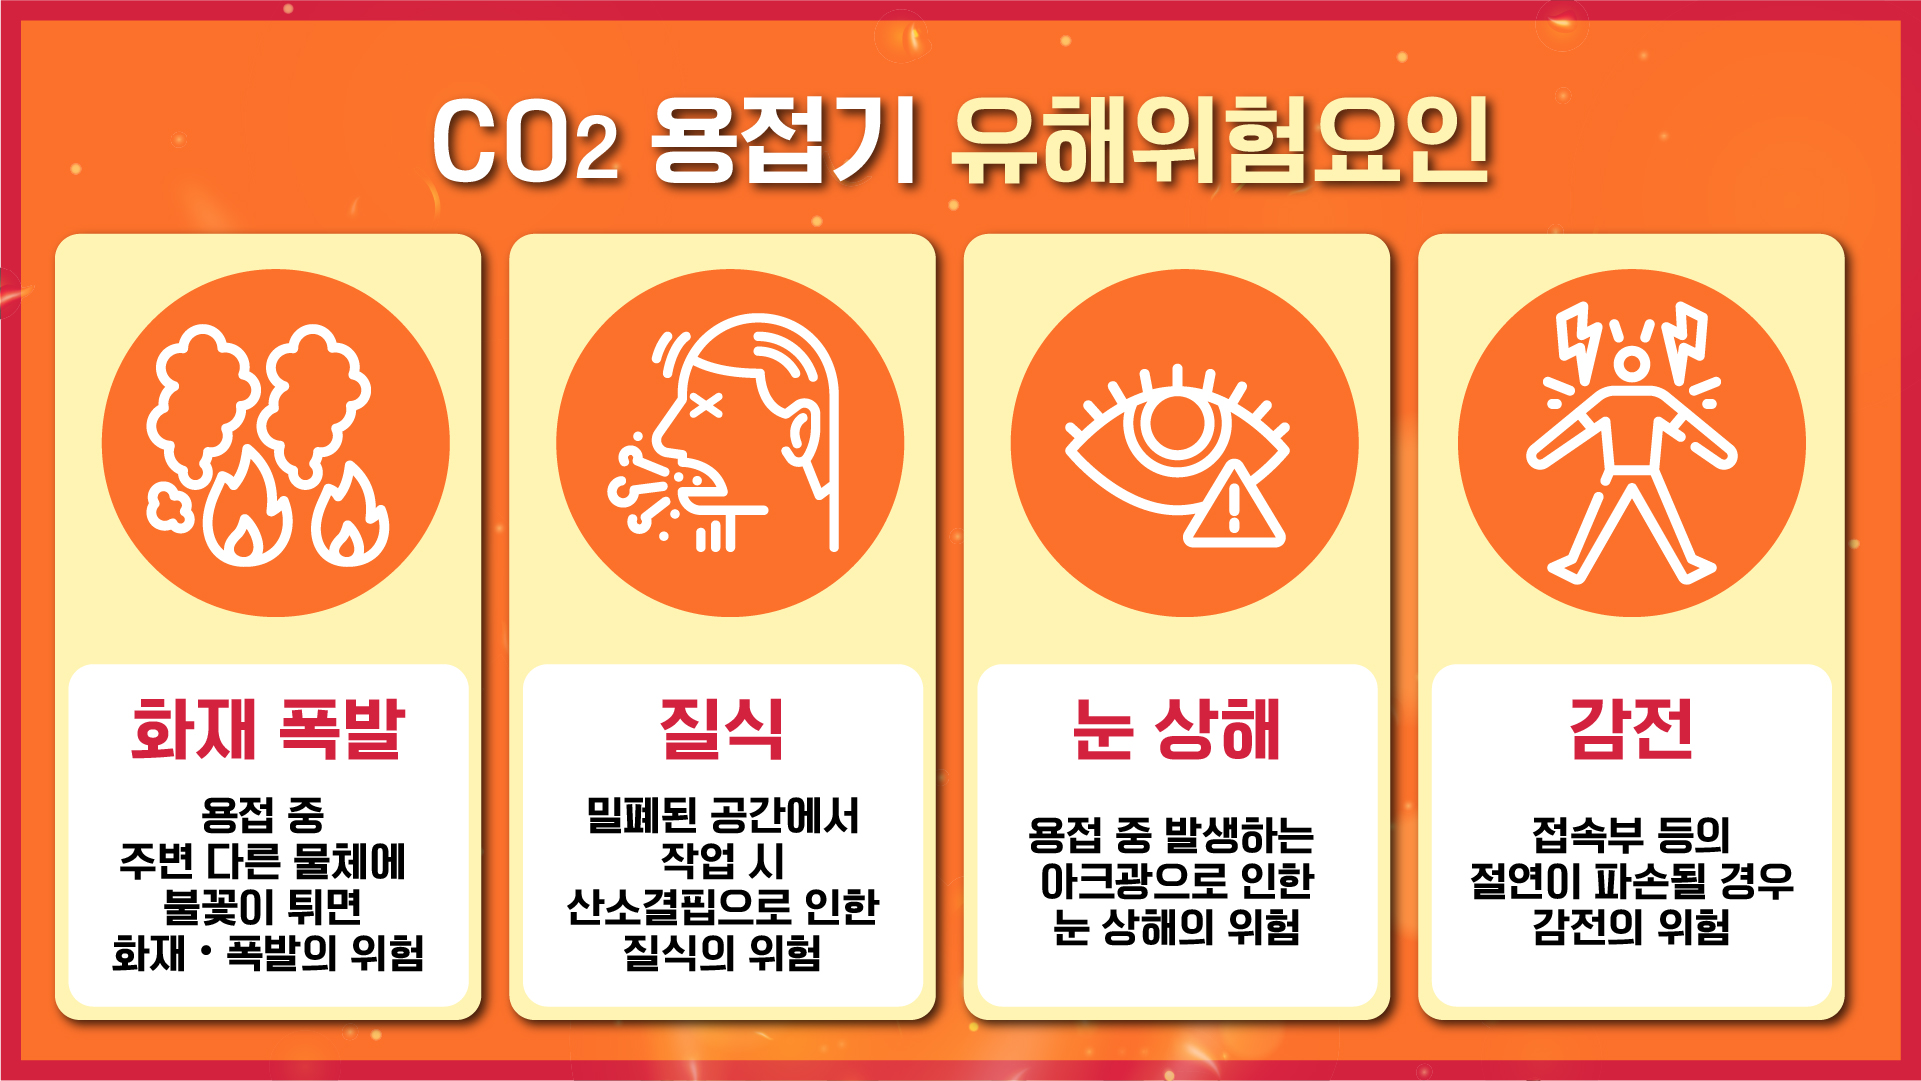 CO2 용접기 유해위험요인
화재 폭발
용접 중
주변 다른 물체에
불꽃이 튀면
화재·폭발의 위험
질식
밀폐된 공간에서
작업 시
산소결핍으로 인한
질식의 위험
눈 상해
용접 중 발생하는
아크광으로 인한
눈 상해의 위험
감전
접속부 등의
절연이 파손될 경우
감전의 위험